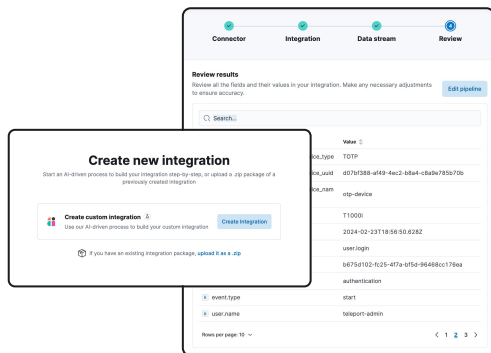 Connector
Integration
Data stream
4
Review
Review results
Review all the fields and their values in your integration. Make any necessary adjustments
to ensure accuracy.
Edit pipeline
Search...
Value
ice_type TOTP
ice_uuid d07bf388-af49-4ec2-b8a4-c8a9e785b70b
ice_nam
otp-device
T1000I
2024-02-23T18:56:50.628Z
user.login
b675d102-fc25-4f7a-bf5d-96468cc176ea
authentication
event.type start
user.name teleport-admin
Rows per page: 10
1 2 3
Create new integration
Start an AI-driven process to build your integration step-by-step, or upload a .zip package of a
previously created integration
Create custom integration
Use our AI-driven process to build your custom integration
Create Integration
If you have an existing integration package, upload it as a .zip